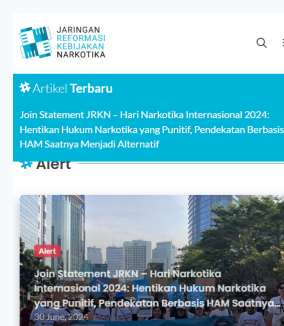 JARINGAN
REFORMASI
KEBIJAKAN
NARKOTIKA
Artikel Terbaru
Join Statement JRKN – Hari Narkotika Internasional 2024:
Hentikan Hukum Narkotika yang Punitif, Pendekatan Berbasis
HAM Saatnya Menjadi Alternatif
Alert
Alert
Join Statement JRKN – Hari Narkotika
Internasional 2024: Hentikan Hukum Narkotika
yang Punitif, Pendekatan Berbasis HAM Saatnya...
30 June, 2024